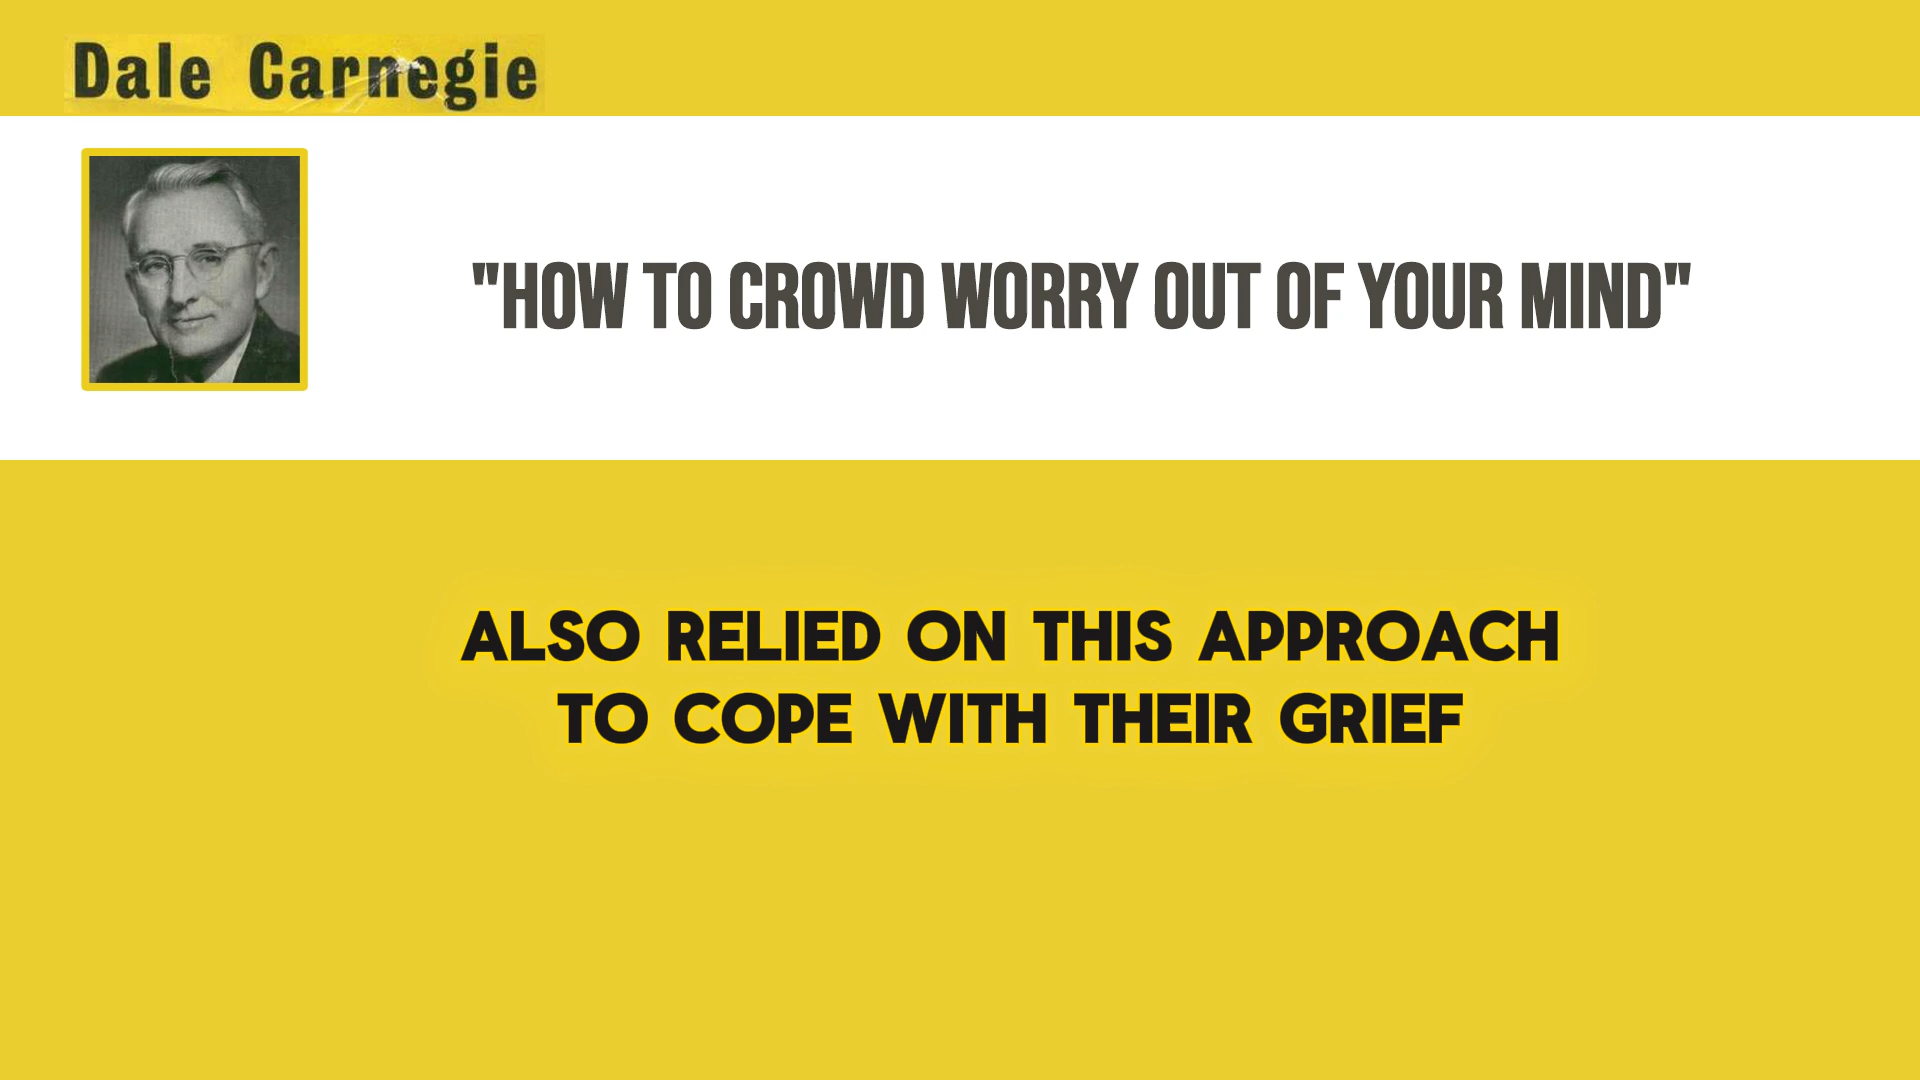 Dale Carnegie
"HOW TO CROWD WORRY OUT OF YOUR MIND"
ALSO RELIED ON THIS APPROACH
TO COPE WITH THEIR GRIEF